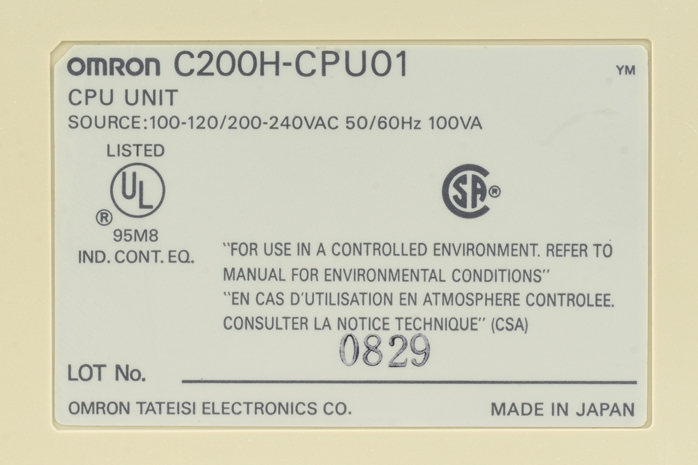 OMRON C200H-CPU01
YM
CPU UNIT
SOURCE:100-120/200-240VAC 50/60Hz 100VA
LISTED
UL
®
95M8
IND. CONT. EQ.
SA®
"FOR USE IN A CONTROLLED ENVIRONMENT. REFER TO
MANUAL FOR ENVIRONMENTAL CONDITIONS"
"EN CAS D'UTILISATION EN ATMOSPHERE CONTROLEE.
CONSULTER LA NOTICE TECHNIQUE" (CSA)
0829
LOT No.
OMRON TATEISI ELECTRONICS CO. MADE IN JAPAN